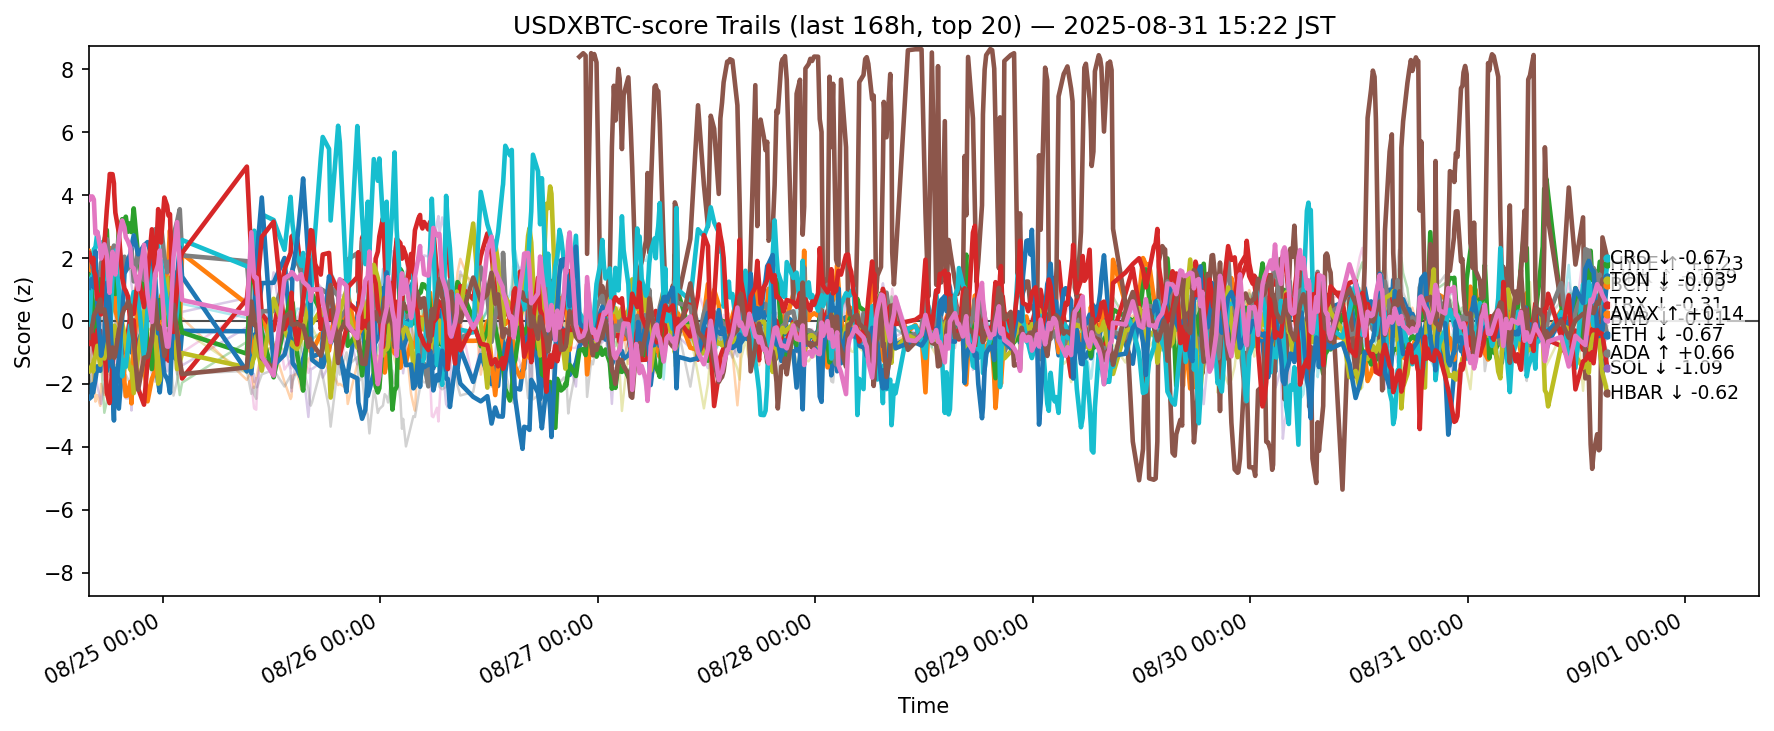 USDXBTC-score Trails (last 168h, top 20) — 2025-08-31 15:22 JST
Score (z)
8
6
4
2
0
−2
−4
−6
−8
CRO ↓ -0.67
TON ↓ -0.03
TRX ↓ -0.31
AVAX ↑ +0.14
ETH ↓ -0.67
ADA ↑ +0.66
SOL ↓ -1.09
HBAR ↓ -0.62
08/25 00:00
08/26 00:00
08/27 00:00
08/28 00:00
08/29 00:00
08/30 00:00
08/31 00:00
09/01 00:00
Time